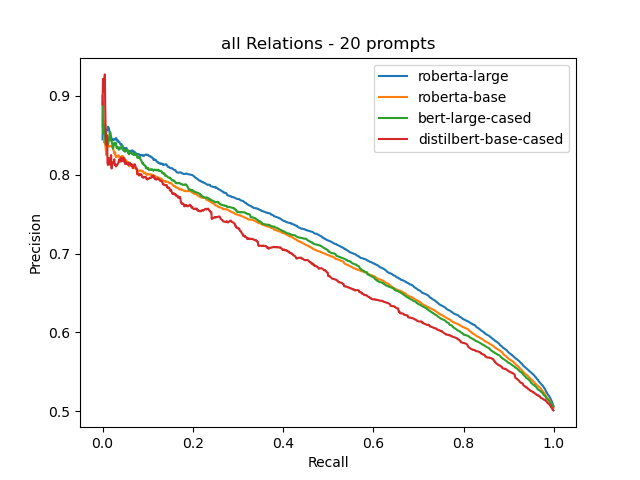 all Relations - 20 prompts
roberta-large
roberta-base
bert-large-cased
distilbert-base-cased
Precision
0.9
0.8
0.7
0.6
0.5
0.0 0.2 0.4 0.6 0.8 1.0
Recall